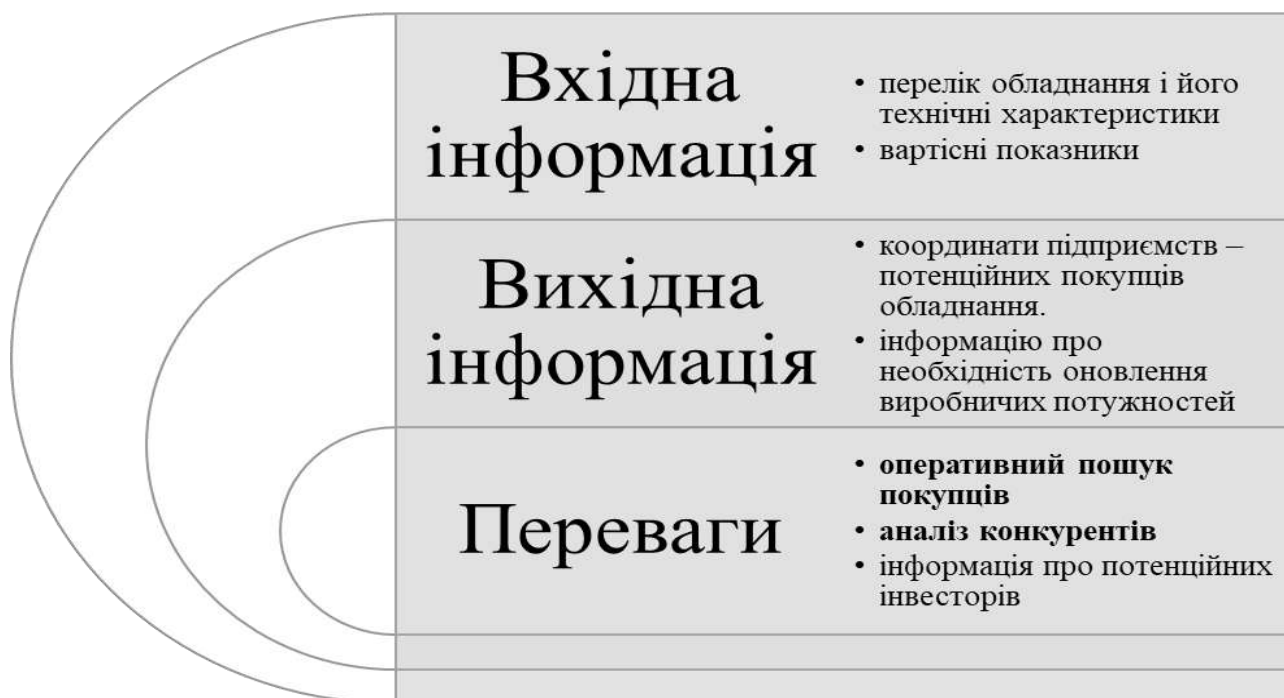 Вхідна
інформація
• перелік обладнання і його
технічні характеристики
• вартісні показники
Вихідна
інформація
• координати підприємств –
потенційних покупців
обладнання.
• інформацію про
необхідність оновлення
виробничих потужностей
Переваги
• оперативний пошук
покупців
• аналіз конкурентів
• інформація про потенційних
інвесторів